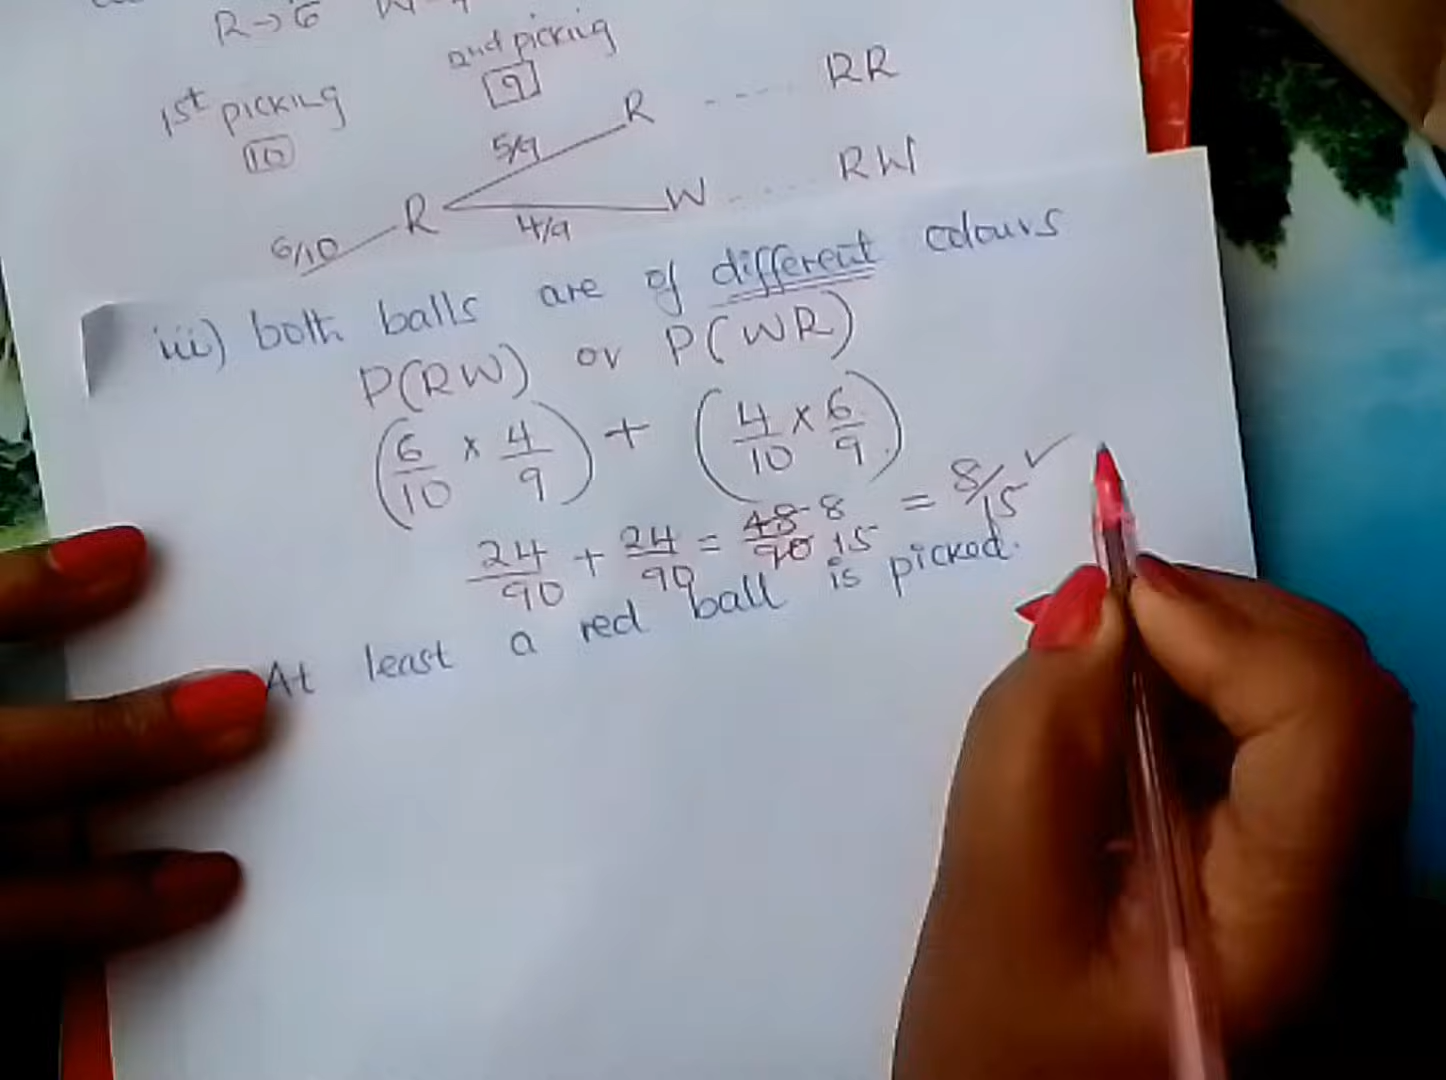 R→6 W
1st picking 2nd picking
10 9
6/10 R 5/9 R ---- RR
4/9 W ---- RW
iii) both balls are of different colours
P(RW) or P(WR)
(6/10 × 4/9) + (4/10 × 6/9)
24/90 + 24/90 = 48/90 8/15 = 8/15 ✓
At least a red ball is picked.